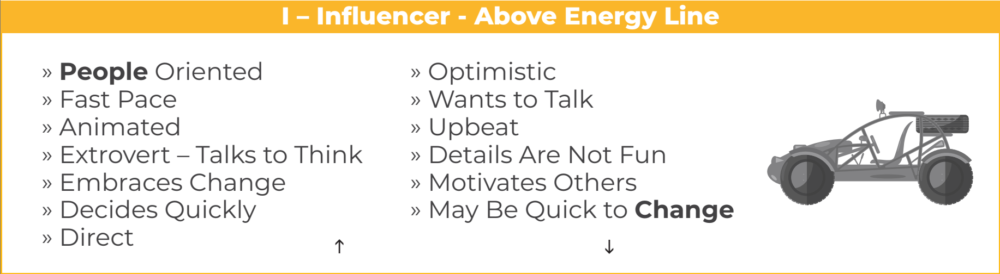 I – Influencer - Above Energy Line
» People Oriented
» Fast Pace
» Animated
» Extrovert – Talks to Think
» Embraces Change
» Decides Quickly
» Direct
↑
» Optimistic
» Wants to Talk
» Upbeat
» Details Are Not Fun
» Motivates Others
» May Be Quick to Change
↓